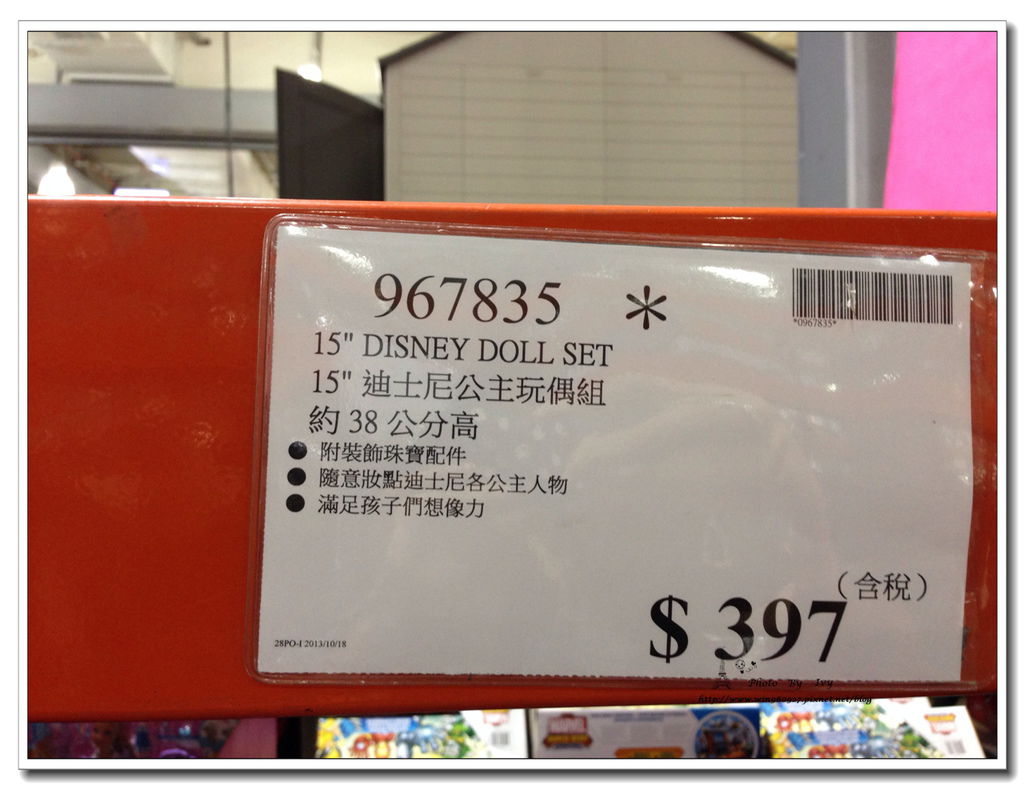 967835 *
*0967835*
15" DISNEY DOLL SET
15" 迪士尼公主玩偶組
約 38 公分高
● 附裝飾珠寶配件
● 隨意妝點迪士尼各公主人物
● 滿足孩子們想像力
(含稅)
$ 397
28PO-I 2013/10/18
Photo By Ivy
MARVEL